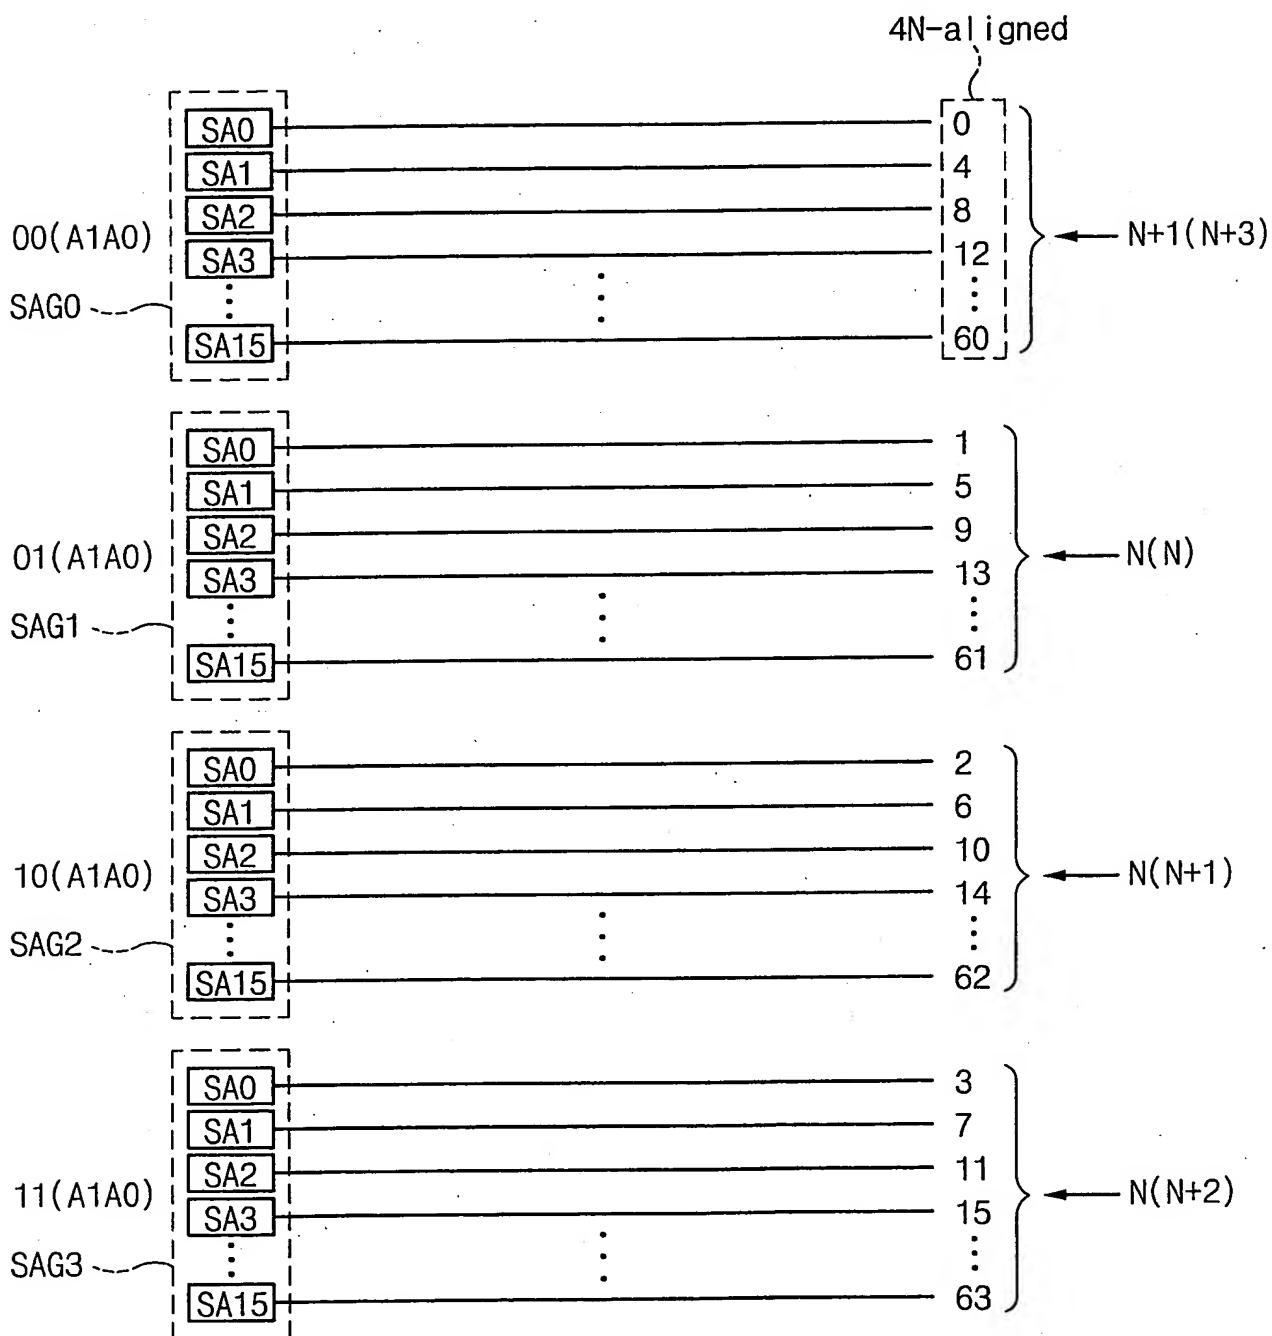 4N-aligned
SA0 0
SA1 4
SA2 8
00(A1A0) N+1(N+3)
SA3 12
SAG0
SA15 60
SA0 1
SA1 5
SA2 9
01(A1A0) N(N)
SA3 13
SAG1
SA15 61
SA0 2
SA1 6
SA2 10
10(A1A0) N(N+1)
SA3 14
SAG2
SA15 62
SA0 3
SA1 7
SA2 11
11(A1A0) N(N+2)
SA3 15
SAG3
SA15 63